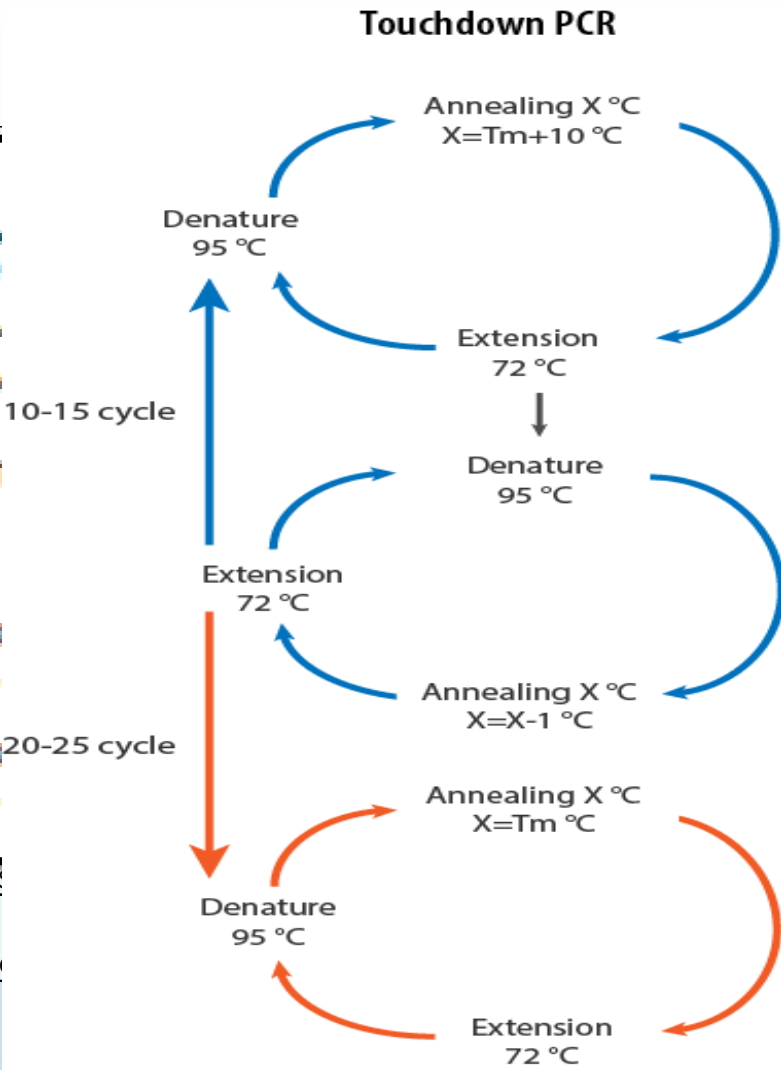 Touchdown PCR
Annealing X °C
X=Tm+10 °C
Denature
95 °C
Extension
72 °C
10-15 cycle
Denature
95 °C
Extension
72 °C
Annealing X °C
X=X-1 °C
20-25 cycle
Annealing X °C
X=Tm °C
Denature
95 °C
Extension
72 °C